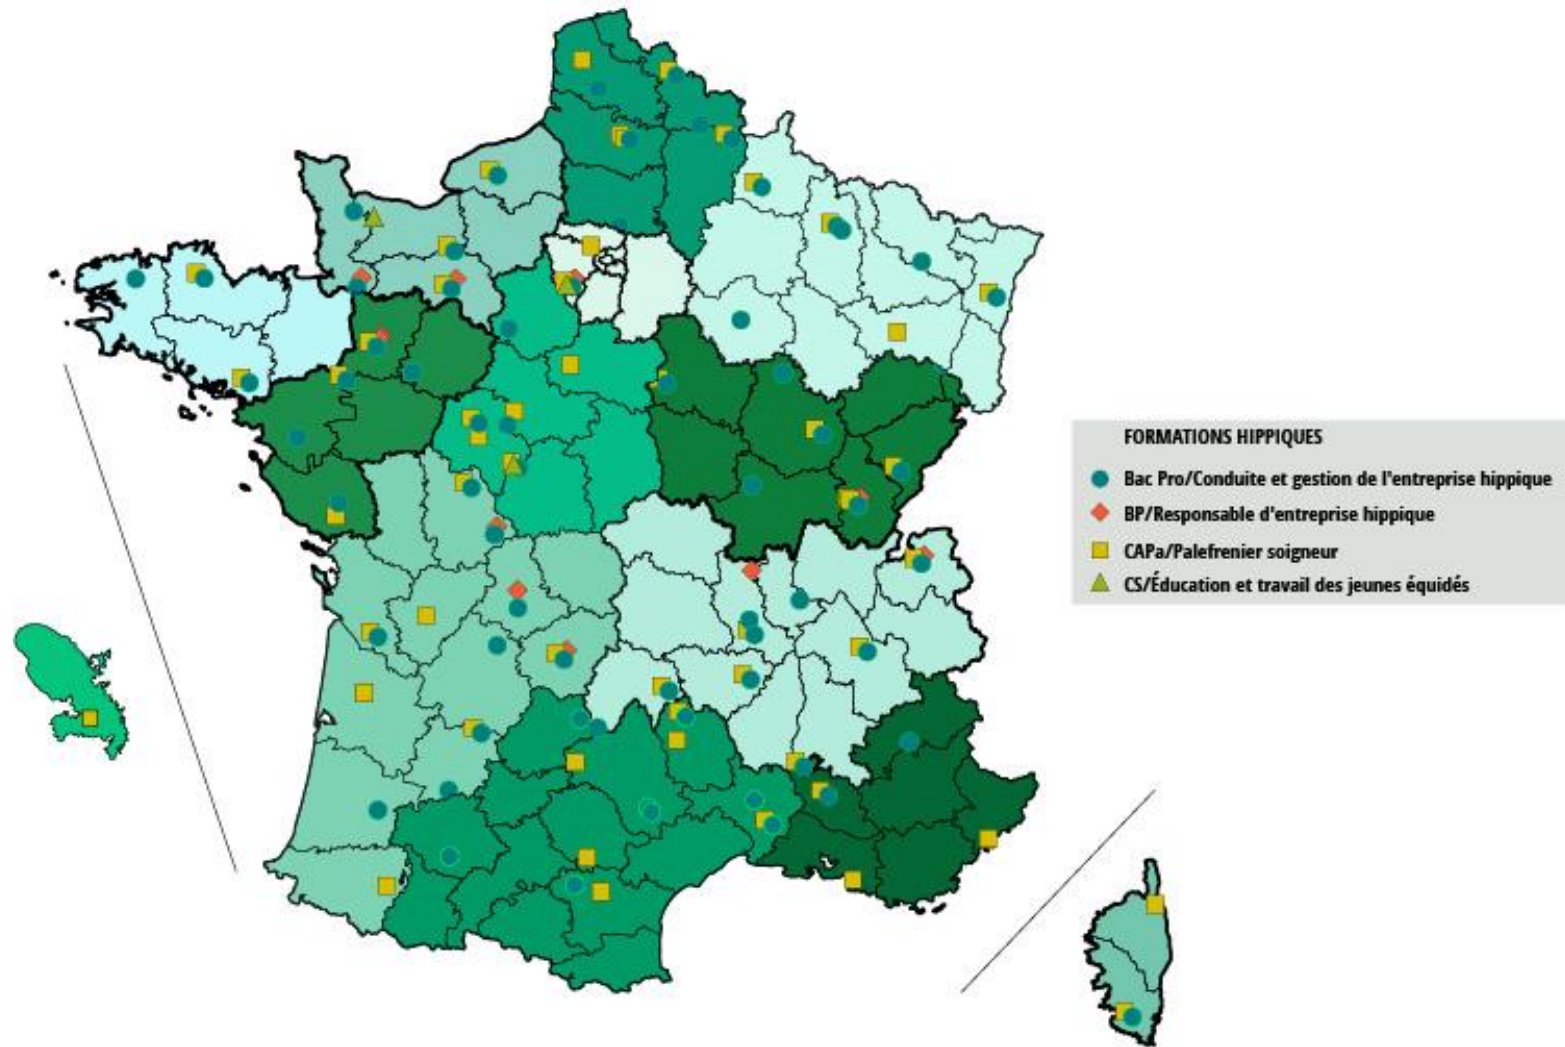 FORMATIONS HIPPIQUES
Bac Pro/Conduite et gestion de l'entreprise hippique
BP/Responsable d'entreprise hippique
CAPa/Palefrenier soigneur
CS/Éducation et travail des jeunes équidés